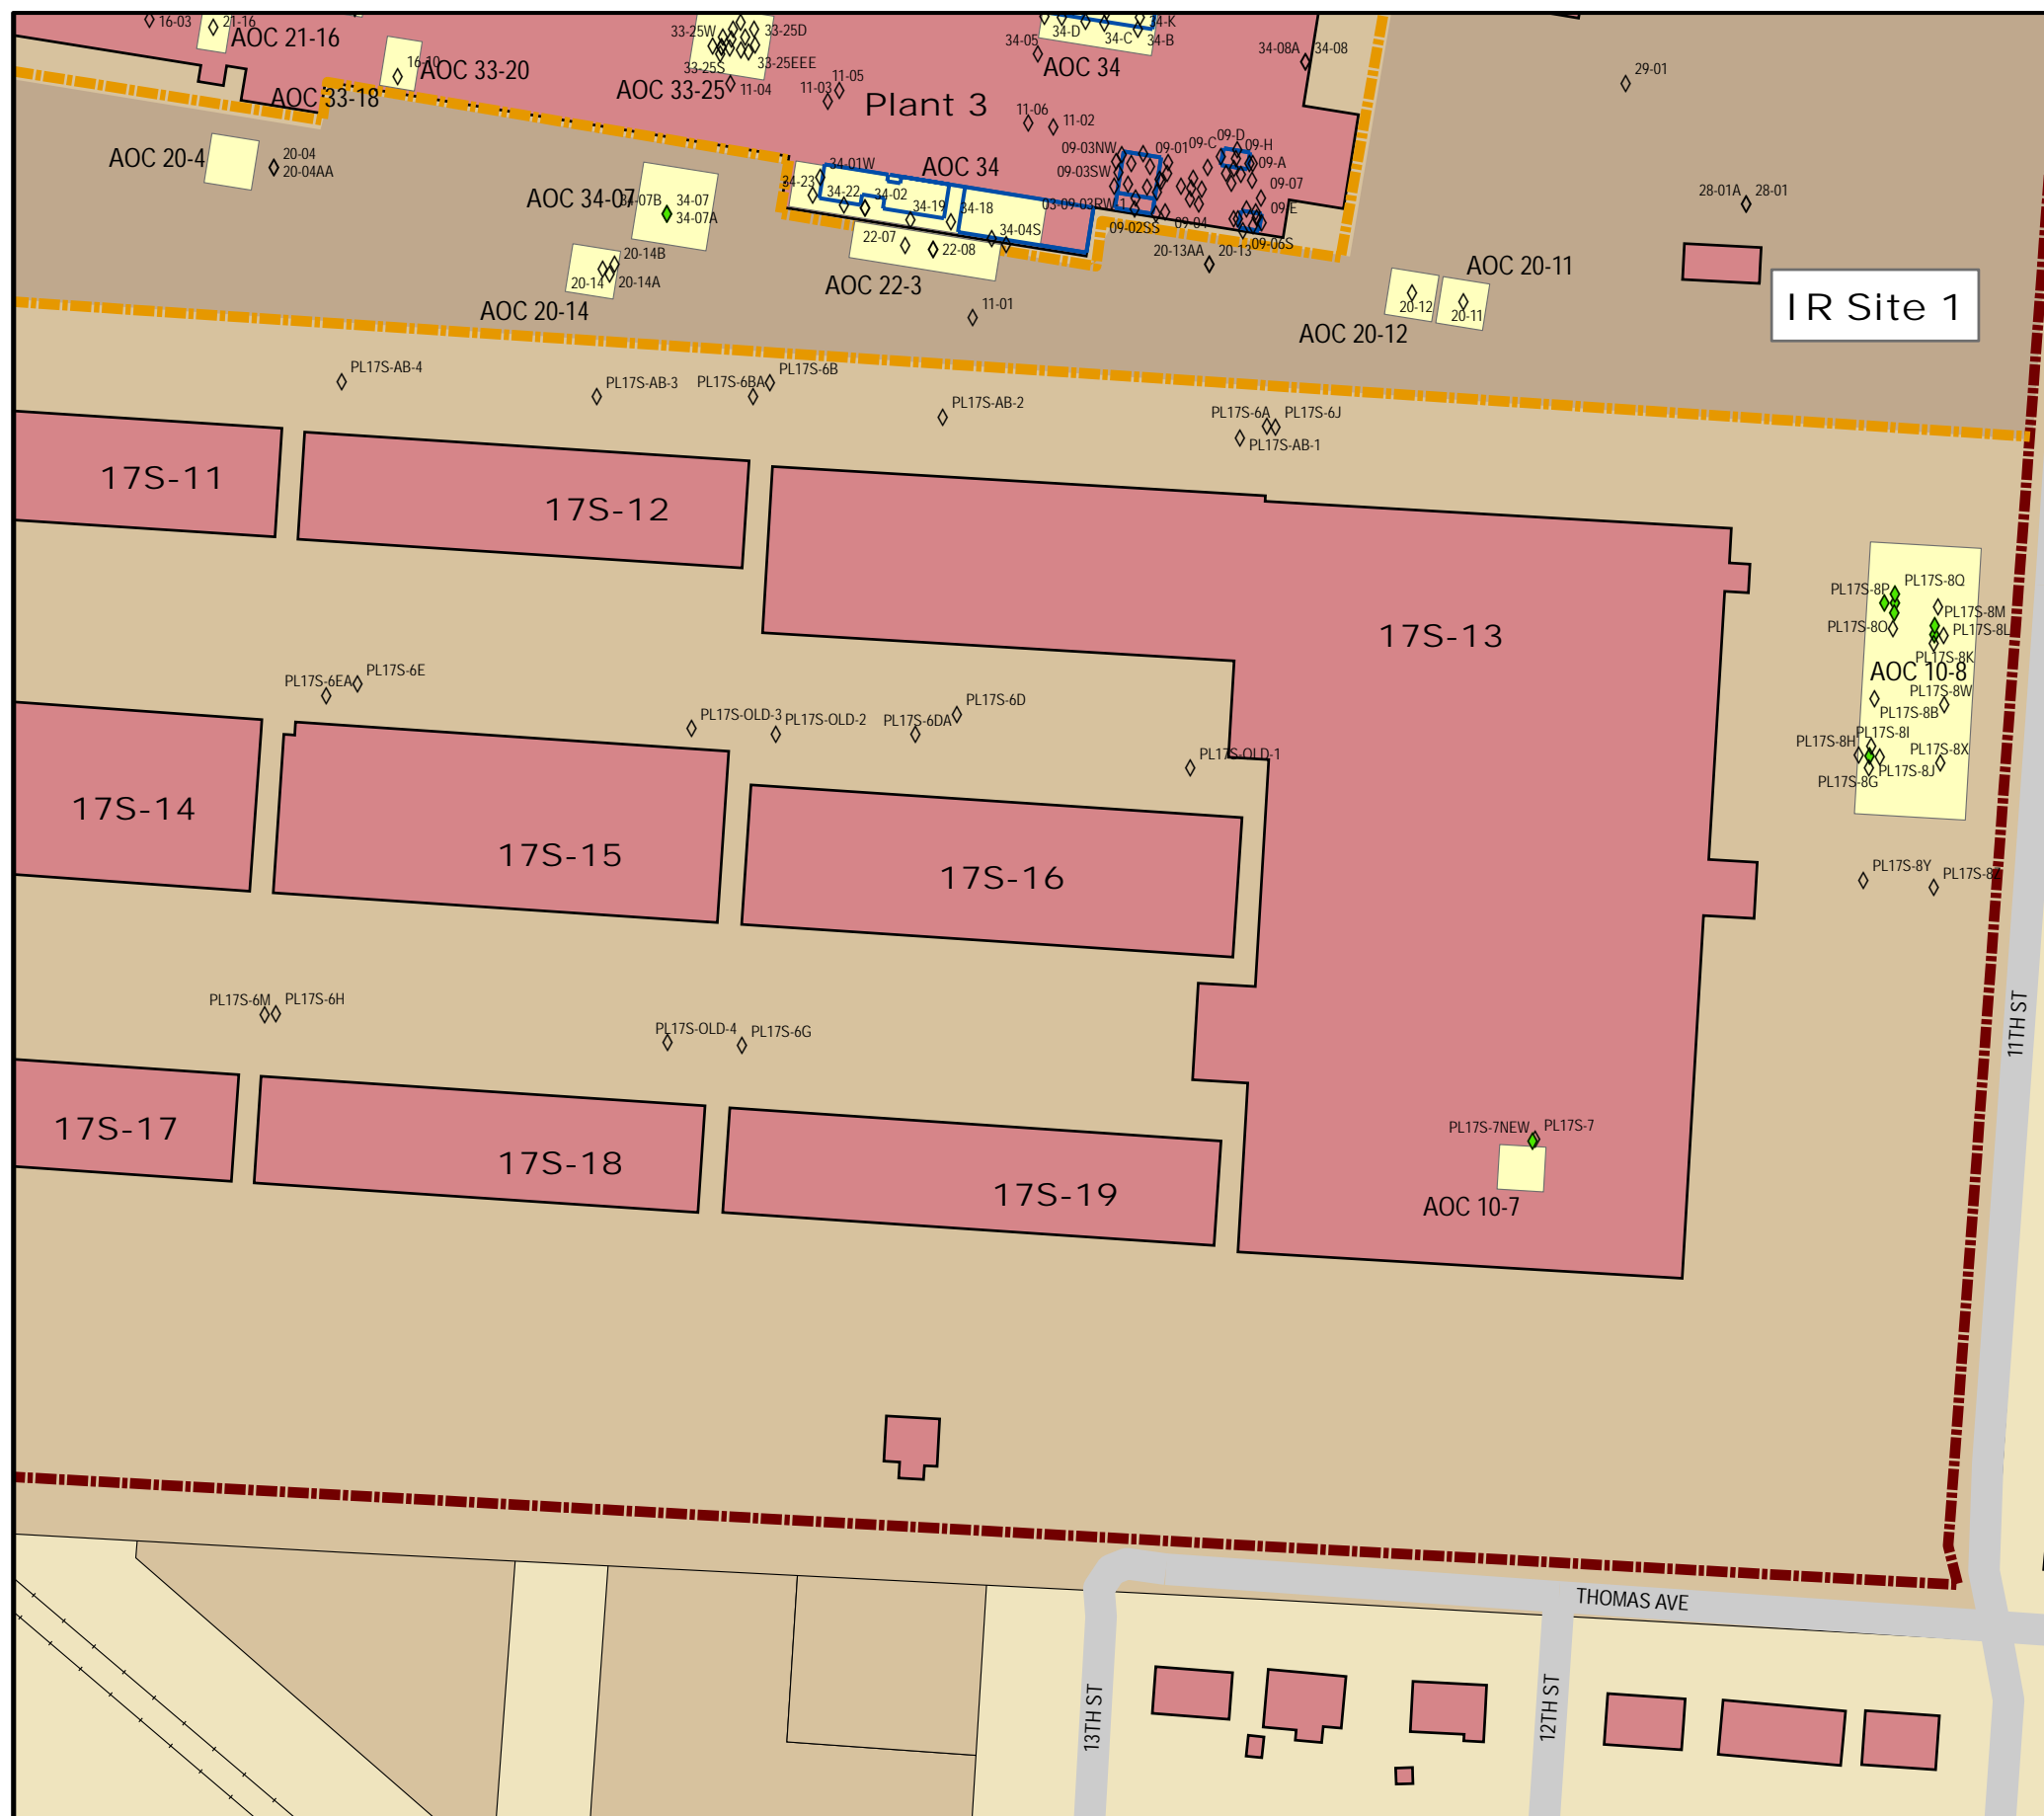 16-03
21-16
AOC 21-16
16-10
AOC 33-20
AOC 33-18
33-25W
33-25D
33-25S
33-25EEE
AOC 33-25
11-04
11-05
11-03
Plant 3
34-D
34-K
34-C
34-B
34-05
AOC 34
34-08A
34-08
29-01
11-06
11-02
AOC 20-4
20-04
20-04AA
AOC 34-07
34-07B
34-07
34-07A
34-01W
AOC 34
34-23
34-22
34-02
34-19
34-18
34-04S
09-03NW
09-01
09-C
09-D
09-H
09-A
09-03SW
09-07
09-E
09-04
09-02SS
09-06S
28-01A
28-01
22-07
22-08
AOC 22-3
20-13AA
20-13
20-14B
20-14
20-14A
AOC 20-14
11-01
AOC 20-11
20-12
20-11
AOC 20-12
IR Site 1
PL17S-AB-4
PL17S-AB-3
PL17S-6BA
PL17S-6B
PL17S-AB-2
PL17S-6A
PL17S-6J
PL17S-AB-1
17S-11
17S-12
17S-13
PL17S-8P
PL17S-8Q
PL17S-8M
PL17S-8O
PL17S-8L
PL17S-8K
AOC 10-8
PL17S-8W
PL17S-8B
PL17S-8I
PL17S-8H
PL17S-8X
PL17S-8J
PL17S-8G
PL17S-6EA
PL17S-6E
PL17S-OLD-3
PL17S-OLD-2
PL17S-6DA
PL17S-6D
PL17S-OLD-1
17S-14
17S-15
17S-16
PL17S-8Y
PL17S-8Z
PL17S-6M
PL17S-6H
PL17S-OLD-4
PL17S-6G
11TH ST
17S-17
17S-18
17S-19
PL17S-7NEW
PL17S-7
AOC 10-7
THOMAS AVE
13TH ST
12TH ST